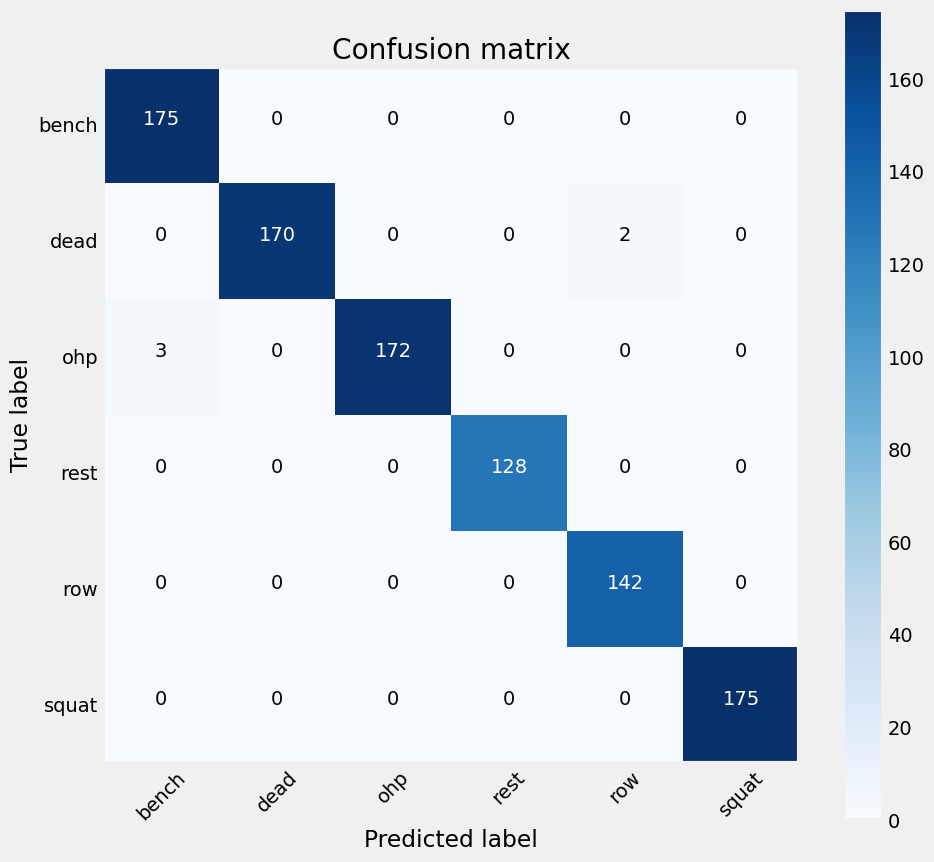 Confusion matrix
True label
bench 175 0 0 0 0 0
dead 0 170 0 0 2 0
ohp 3 0 172 0 0 0
rest 0 0 0 128 0 0
row 0 0 0 0 142 0
squat 0 0 0 0 0 175
bench dead ohp rest row squat
Predicted label
160
140
120
100
80
60
40
20
0